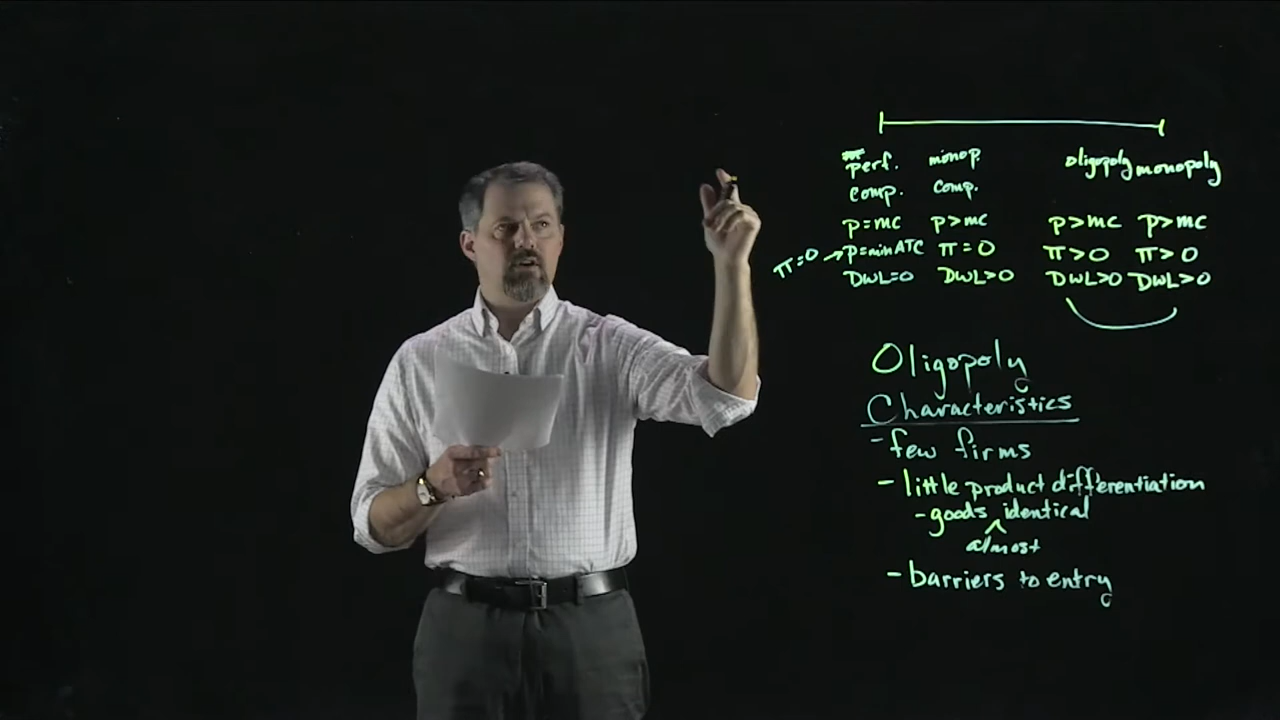 perf. monop. oligopoly monopoly
comp. comp.
p=mc p>mc p>mc p>mc
π=0 → p=minATC π=0 π>0 π>0
DWL=0 DWL>0 DWL>0 DWL>0
Oligopoly
Characteristics
- few firms
- little product differentiation
- goods ^ identical
almost
- barriers to entry